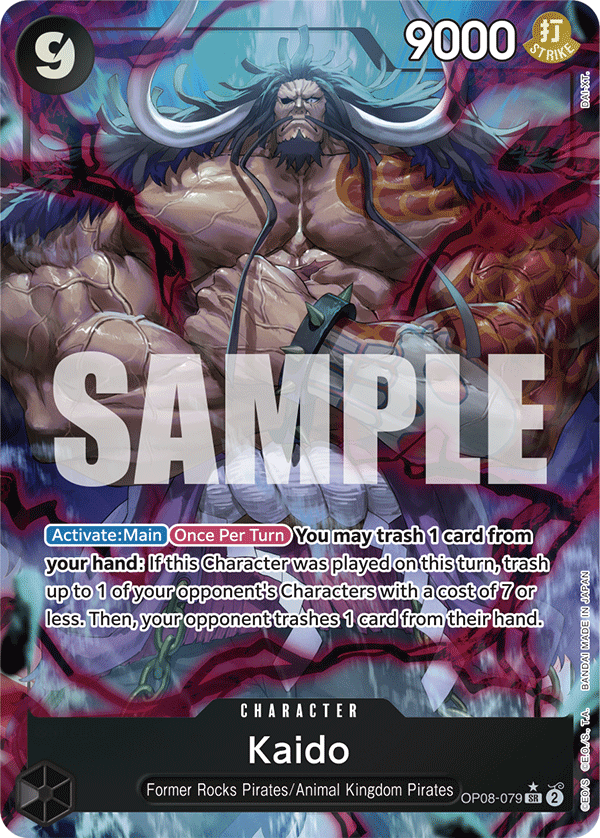 9
9000
打
STRIKE
DAI-XT.
SAMPLE
Activate:Main Once Per Turn You may trash 1 card from
your hand: If this Character was played on this turn, trash
up to 1 of your opponent's Characters with a cost of 7 or
less. Then, your opponent trashes 1 card from their hand.
CHARACTER
Kaido
Former Rocks Pirates/Animal Kingdom Pirates
OP08-079 SR 2
©EO/S ©E.O./S., T.A. BANDAI MADE IN JAPAN